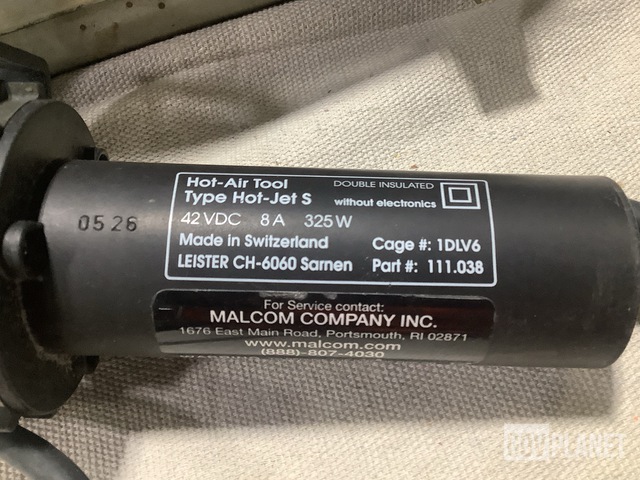 0526
Hot-Air Tool DOUBLE INSULATED
Type Hot-Jet S without electronics
42 VDC 8 A 325 W
Made in Switzerland Cage #: 1DLV6
LEISTER CH-6060 Sarnen Part #: 111.038
For Service contact:
MALCOM COMPANY INC.
1676 East Main Road, Portsmouth, RI 02871
www.malcom.com
(888)-807-4030
GOVPLANET